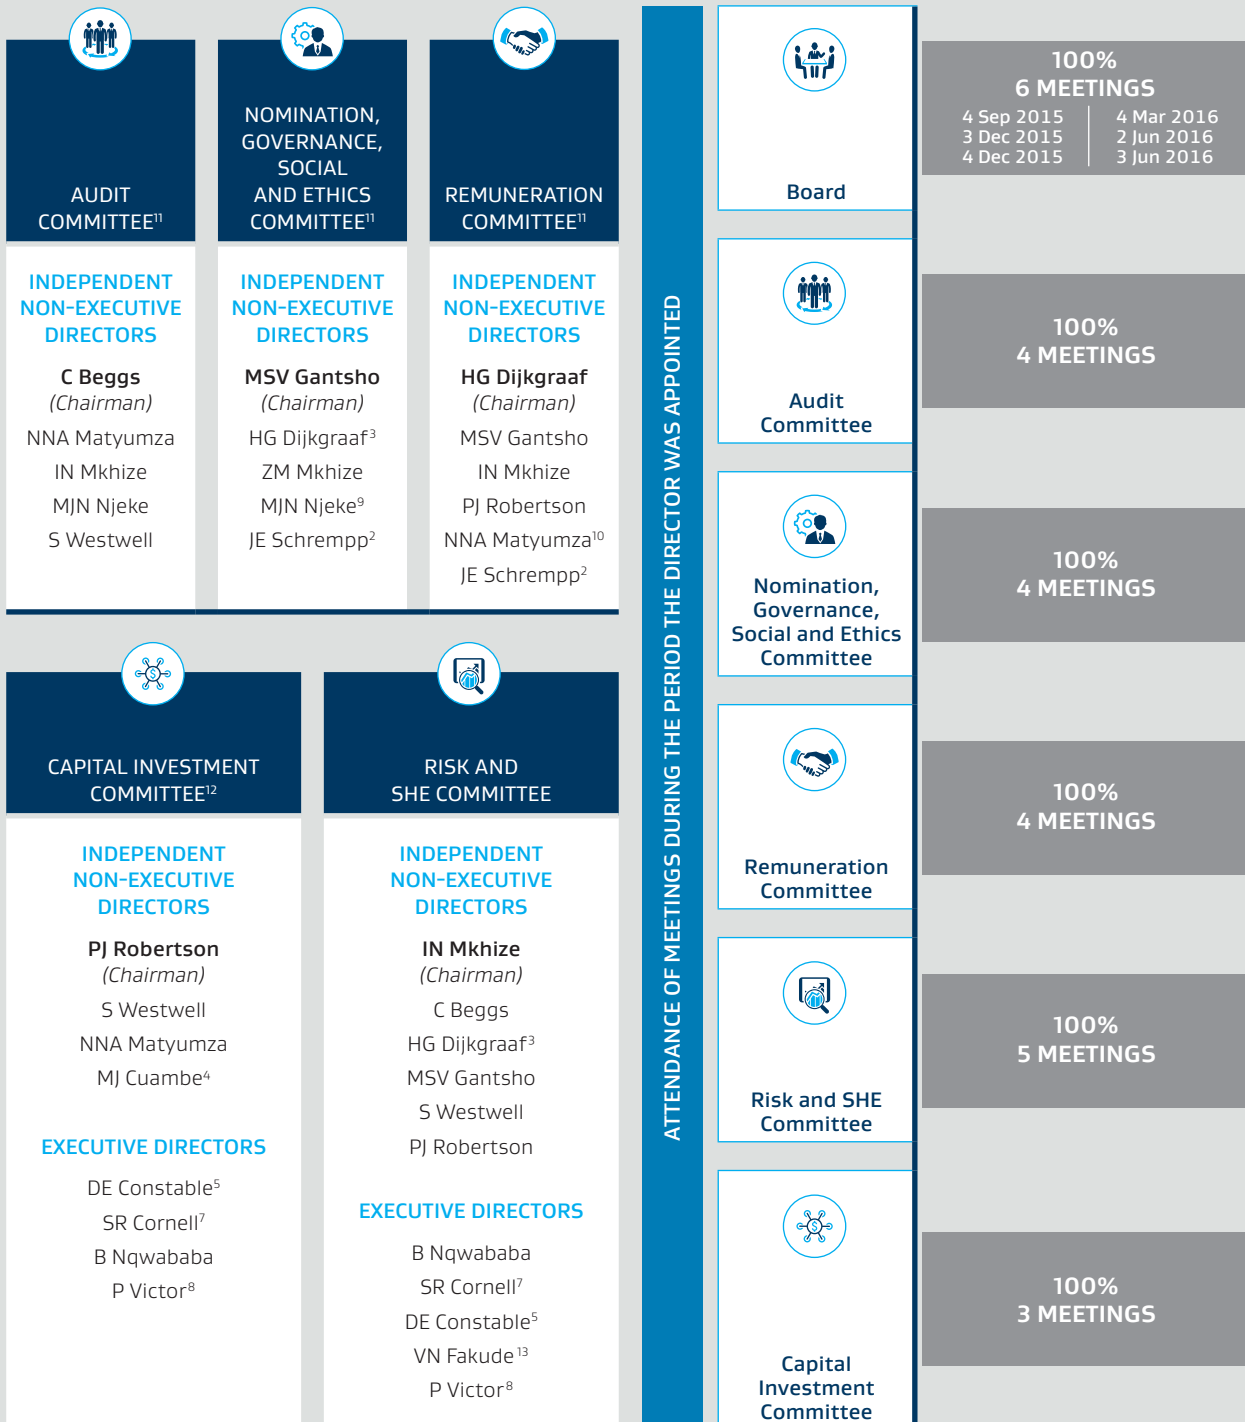 AUDIT
COMMITTEE¹¹
INDEPENDENT
NON-EXECUTIVE
DIRECTORS
C Beggs
(Chairman)
NNA Matyumza
IN Mkhize
MJN Njeke
S Westwell
NOMINATION,
GOVERNANCE,
SOCIAL
AND ETHICS
COMMITTEE¹¹
INDEPENDENT
NON-EXECUTIVE
DIRECTORS
MSV Gantsho
(Chairman)
HG Dijkgraaf³
ZM Mkhize
MJN Njeke⁹
JE Schrempp²
REMUNERATION
COMMITTEE¹¹
INDEPENDENT
NON-EXECUTIVE
DIRECTORS
HG Dijkgraaf
(Chairman)
MSV Gantsho
IN Mkhize
PJ Robertson
NNA Matyumza¹⁰
JE Schrempp²
CAPITAL INVESTMENT
COMMITTEE¹²
INDEPENDENT
NON-EXECUTIVE
DIRECTORS
PJ Robertson
(Chairman)
S Westwell
NNA Matyumza
MJ Cuambe⁴
EXECUTIVE DIRECTORS
DE Constable⁵
SR Cornell⁷
B Nqwababa
P Victor⁸
RISK AND
SHE COMMITTEE
INDEPENDENT
NON-EXECUTIVE
DIRECTORS
IN Mkhize
(Chairman)
C Beggs
HG Dijkgraaf³
MSV Gantsho
S Westwell
PJ Robertson
EXECUTIVE DIRECTORS
B Nqwababa
SR Cornell⁷
DE Constable⁵
VN Fakude¹³
P Victor⁸
ATTENDANCE OF MEETINGS DURING THE PERIOD THE DIRECTOR WAS APPOINTED
Board
100%
6 MEETINGS
4 Sep 2015 4 Mar 2016
3 Dec 2015 2 Jun 2016
4 Dec 2015 3 Jun 2016
Audit
Committee
100%
4 MEETINGS
Nomination,
Governance,
Social and Ethics
Committee
100%
4 MEETINGS
Remuneration
Committee
100%
4 MEETINGS
Risk and SHE
Committee
100%
5 MEETINGS
Capital
Investment
Committee
100%
3 MEETINGS